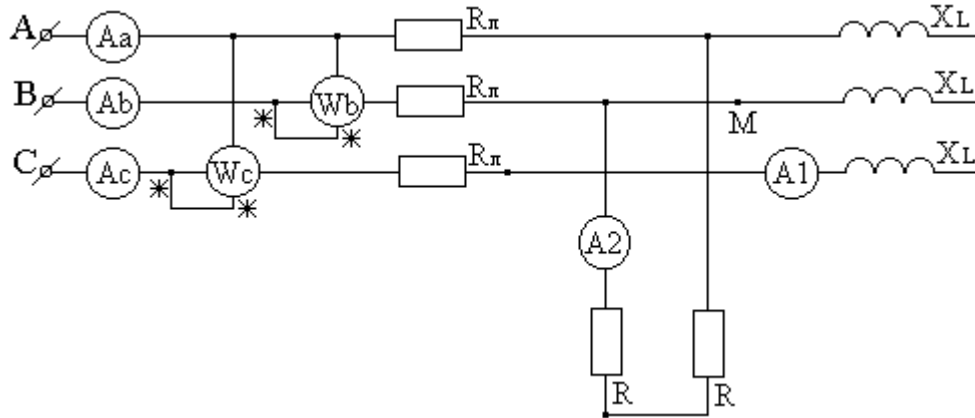 A Aa Rл XL
B Ab * Wb * Rл M XL
C Ac * Wc * Rл A1 XL
A2
R R